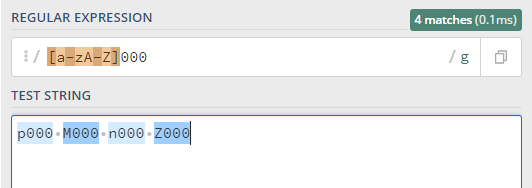 REGULAR EXPRESSION 4 matches (0.1ms)
/ [a-zA-Z]000 / g
TEST STRING
p000·M000·n000·Z000